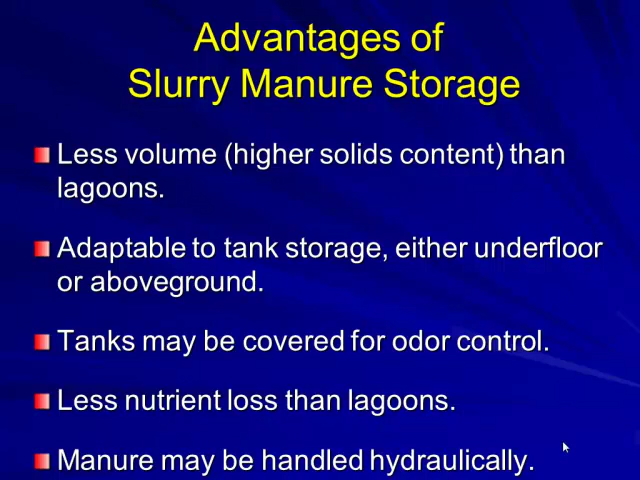 Advantages of
Slurry Manure Storage
Less volume (higher solids content) than
lagoons.
Adaptable to tank storage, either underfloor
or aboveground.
Tanks may be covered for odor control.
Less nutrient loss than lagoons.
Manure may be handled hydraulically.